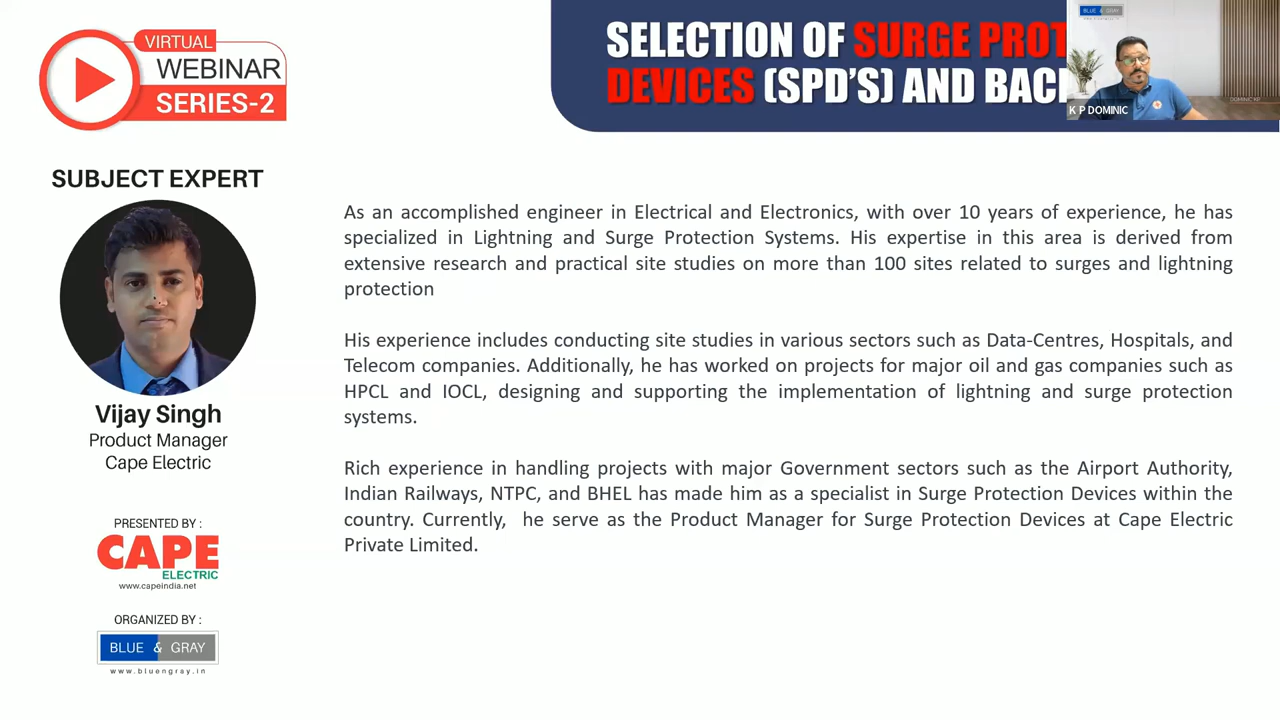 VIRTUAL
WEBINAR
SERIES-2
SELECTION OF SURGE
DEVICES (SPD'S) AND
BLUE & GRAY
K P DOMINIC
DOMINIC KP
SUBJECT EXPERT
Vijay Singh
Product Manager
Cape Electric
PRESENTED BY :
CAPE
ELECTRIC
www.capeindia.net
ORGANIZED BY :
BLUE & GRAY
www.bluengray.in
As an accomplished engineer in Electrical and Electronics, with over 10 years of experience, he has
specialized in Lightning and Surge Protection Systems. His expertise in this area is derived from
extensive research and practical site studies on more than 100 sites related to surges and lightning
protection
His experience includes conducting site studies in various sectors such as Data-Centres, Hospitals, and
Telecom companies. Additionally, he has worked on projects for major oil and gas companies such as
HPCL and IOCL, designing and supporting the implementation of lightning and surge protection
systems.
Rich experience in handling projects with major Government sectors such as the Airport Authority,
Indian Railways, NTPC, and BHEL has made him as a specialist in Surge Protection Devices within the
country. Currently, he serve as the Product Manager for Surge Protection Devices at Cape Electric
Private Limited.